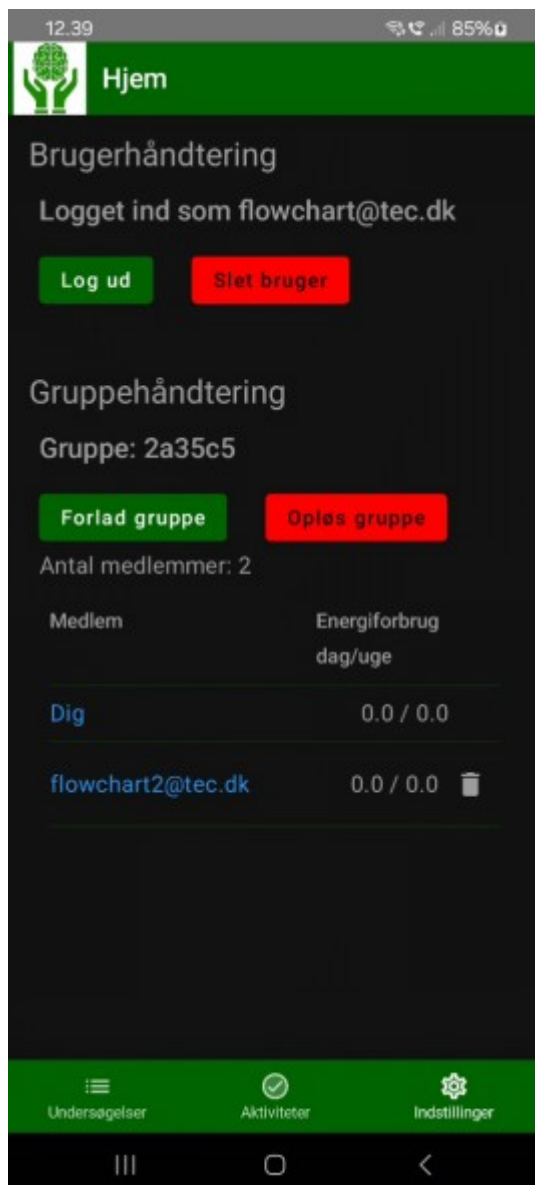 12.39 85%
Hjem
Brugerhåndtering
Logget ind som flowchart@tec.dk
Log ud Slet bruger
Gruppehåndtering
Gruppe: 2a35c5
Forlad gruppe Opløs gruppe
Antal medlemmer: 2
Medlem Energiforbrug
dag/uge
Dig 0.0 / 0.0
flowchart2@tec.dk 0.0 / 0.0
Undersøgelser Aktiviteter Indstillinger